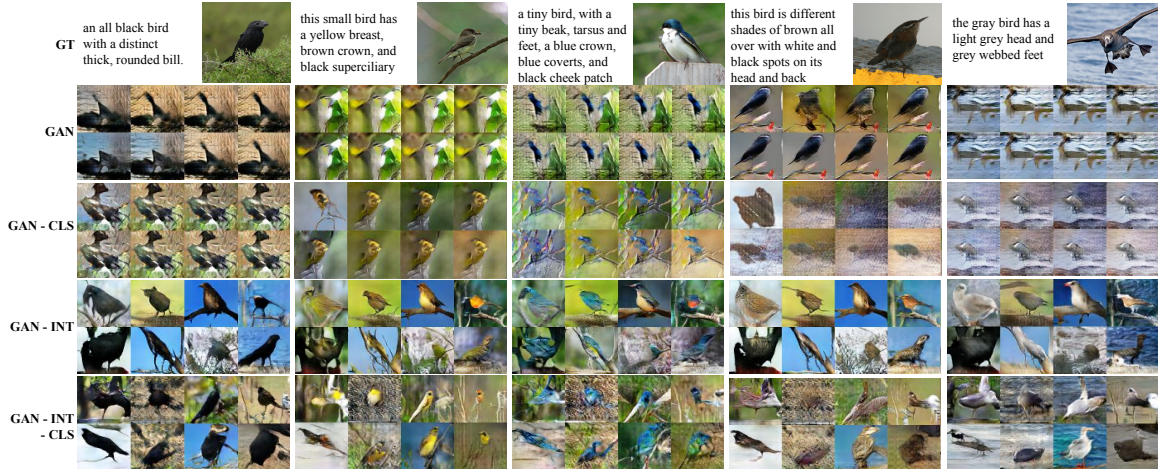 GT
an all black bird
with a distinct
thick, rounded bill.
this small bird has
a yellow breast,
brown crown, and
black superciliary
a tiny bird, with a
tiny beak, tarsus and
feet, a blue crown,
blue coverts, and
black cheek patch
this bird is different
shades of brown all
over with white and
black spots on its
head and back
the gray bird has a
light grey head and
grey webbed feet
GAN
GAN - CLS
GAN - INT
GAN - INT
- CLS